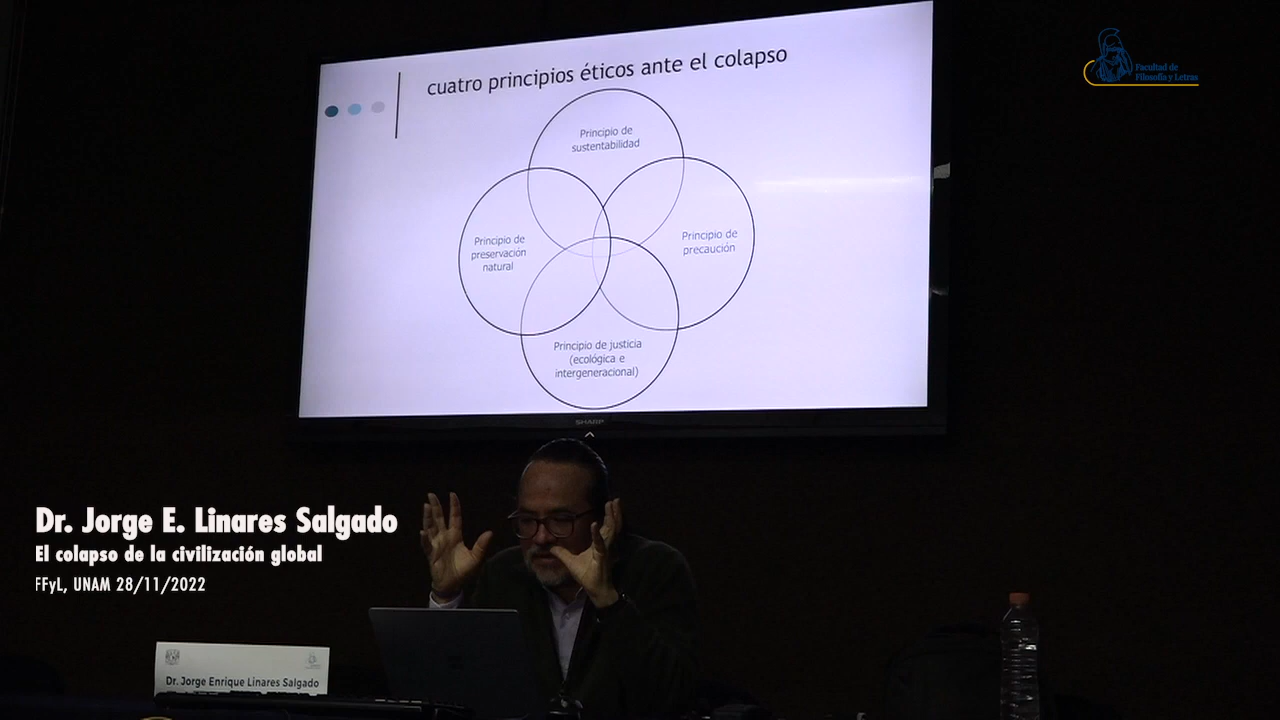 cuatro principios éticos ante el colapso
Principio de
sustentabilidad
Principio de
preservación
natural
Principio de
precaución
Principio de justicia
(ecológica e
intergeneracional)
SHARP
Facultad de
Filosofía y Letras
Dr. Jorge E. Linares Salgado
El colapso de la civilización global
FFyL, UNAM 28/11/2022
Dr. Jorge Enrique Linares Salgado